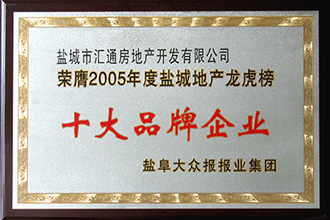 盐城市汇通房地产开发有限公司
荣膺2005年度盐城地产龙虎榜
十大品牌企业
盐阜大众报报业集团